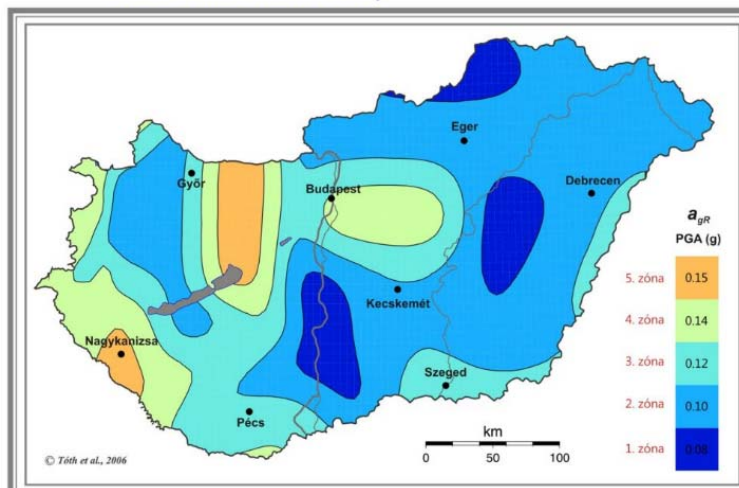 Eger
Debrecen
Győr
Budapest
a_gR
PGA (g)
5. zóna 0.15
Kecskemét
4. zóna 0.14
Nagykanizsa
3. zóna 0.12
Szeged
2. zóna 0.10
Pécs
km
1. zóna 0.08
0 50 100
© Tóth et al., 2006